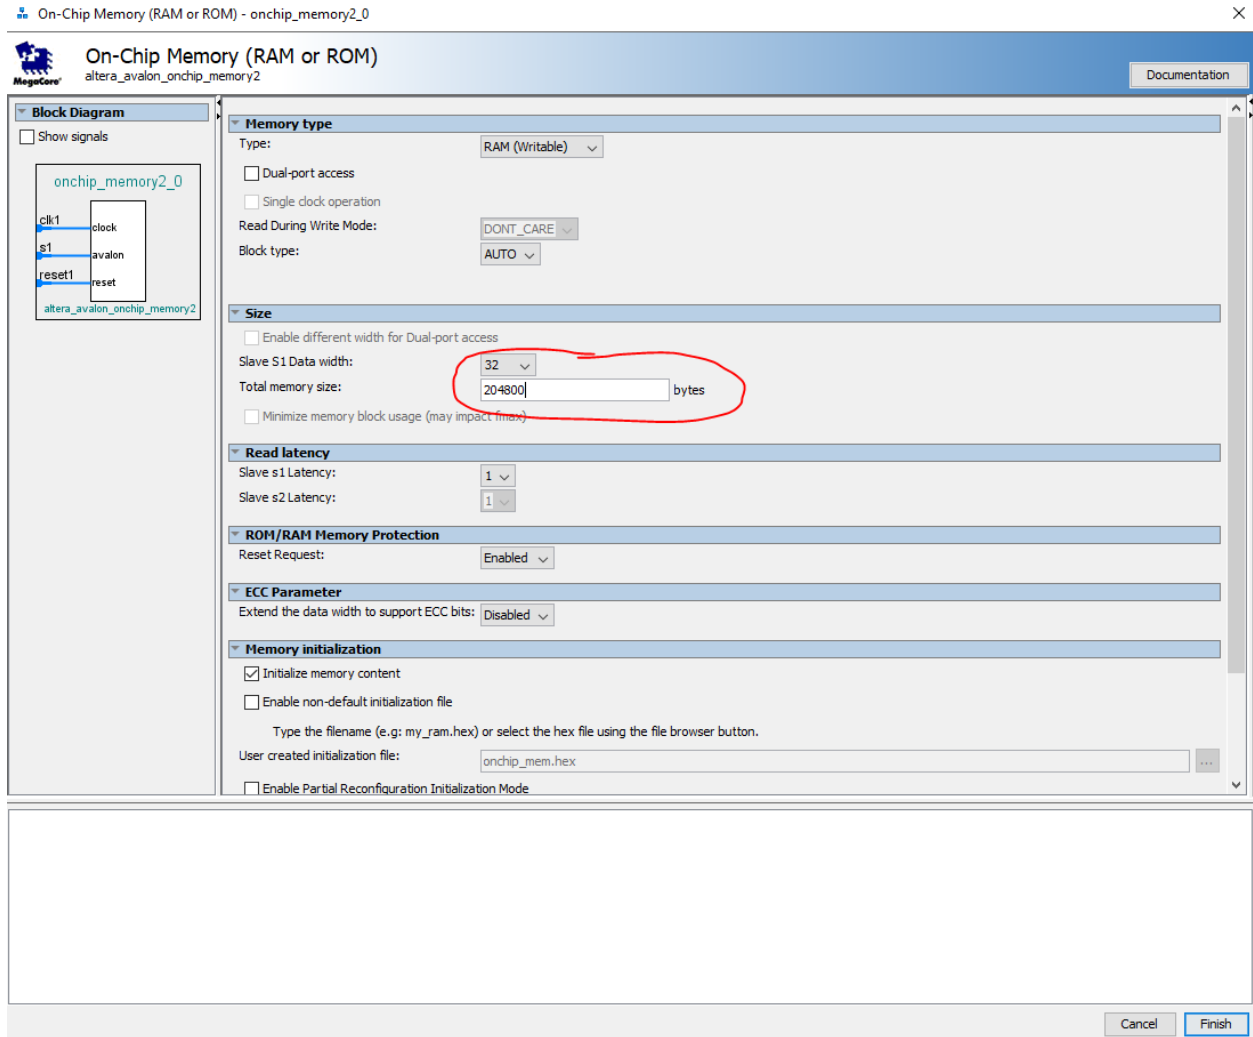 On-Chip Memory (RAM or ROM) - onchip_memory2_0
MegaCore'
On-Chip Memory (RAM or ROM)
altera_avalon_onchip_memory2
Documentation
Block Diagram
Show signals
onchip_memory2_0
clk1
clock
s1
avalon
reset1
reset
altera_avalon_onchip_memory2
Memory type
Type: RAM (Writable)
Dual-port access
Single clock operation
Read During Write Mode: DONT_CARE
Block type: AUTO
Size
Enable different width for Dual-port access
Slave S1 Data width: 32
Total memory size: 204800 bytes
Minimize memory block usage (may impact fmax)
Read latency
Slave s1 Latency: 1
Slave s2 Latency: 1
ROM/RAM Memory Protection
Reset Request: Enabled
ECC Parameter
Extend the data width to support ECC bits: Disabled
Memory initialization
Initialize memory content
Enable non-default initialization file
Type the filename (e.g: my_ram.hex) or select the hex file using the file browser button.
User created initialization file: onchip_mem.hex ...
Enable Partial Reconfiguration Initialization Mode
Cancel Finish